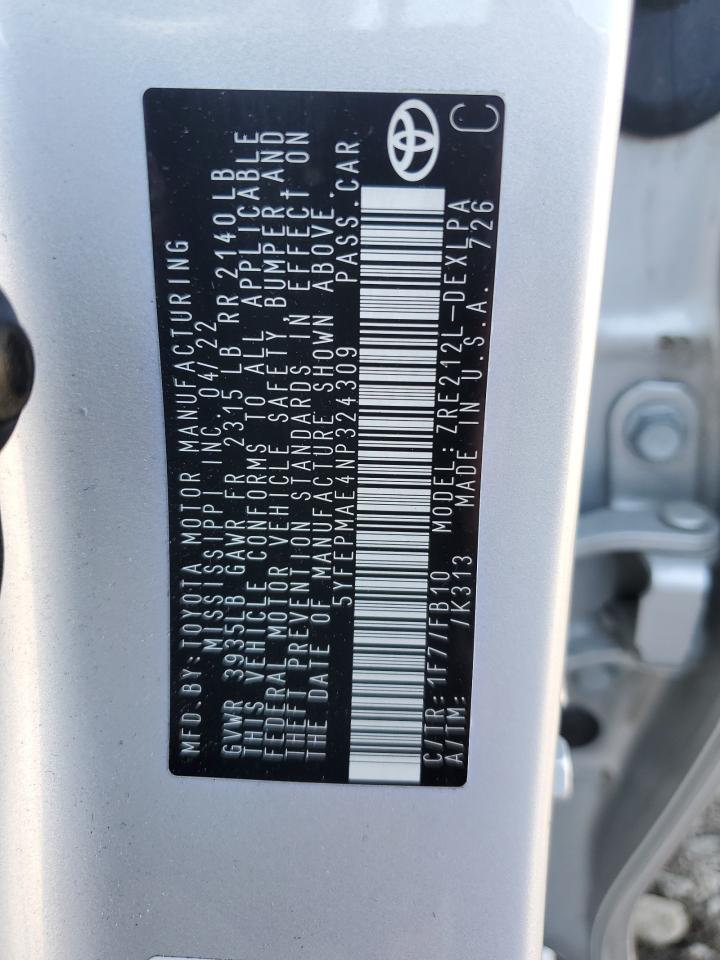 MFD.BY:TOYOTA MOTOR MANUFACTURING
MISSISSIPPI INC. 04/22
GVWR 3935LB GAWR FR 2315 LB RR 2140LB
THIS VEHICLE CONFORMS TO ALL APPLICABLE
FEDERAL MOTOR VEHICLE SAFETY, BUMPER, AND
THEFT PREVENTION STANDARDS IN EFFECT ON
THE DATE OF MANUFACTURE SHOWN ABOVE.
5YFEPMAE4NP324309 PASS.CAR
C/TR: 1F7/FB10 MODEL: ZRE212L-DEXLPA
A/TM: /K313 MADE IN U.S.A. 726
C